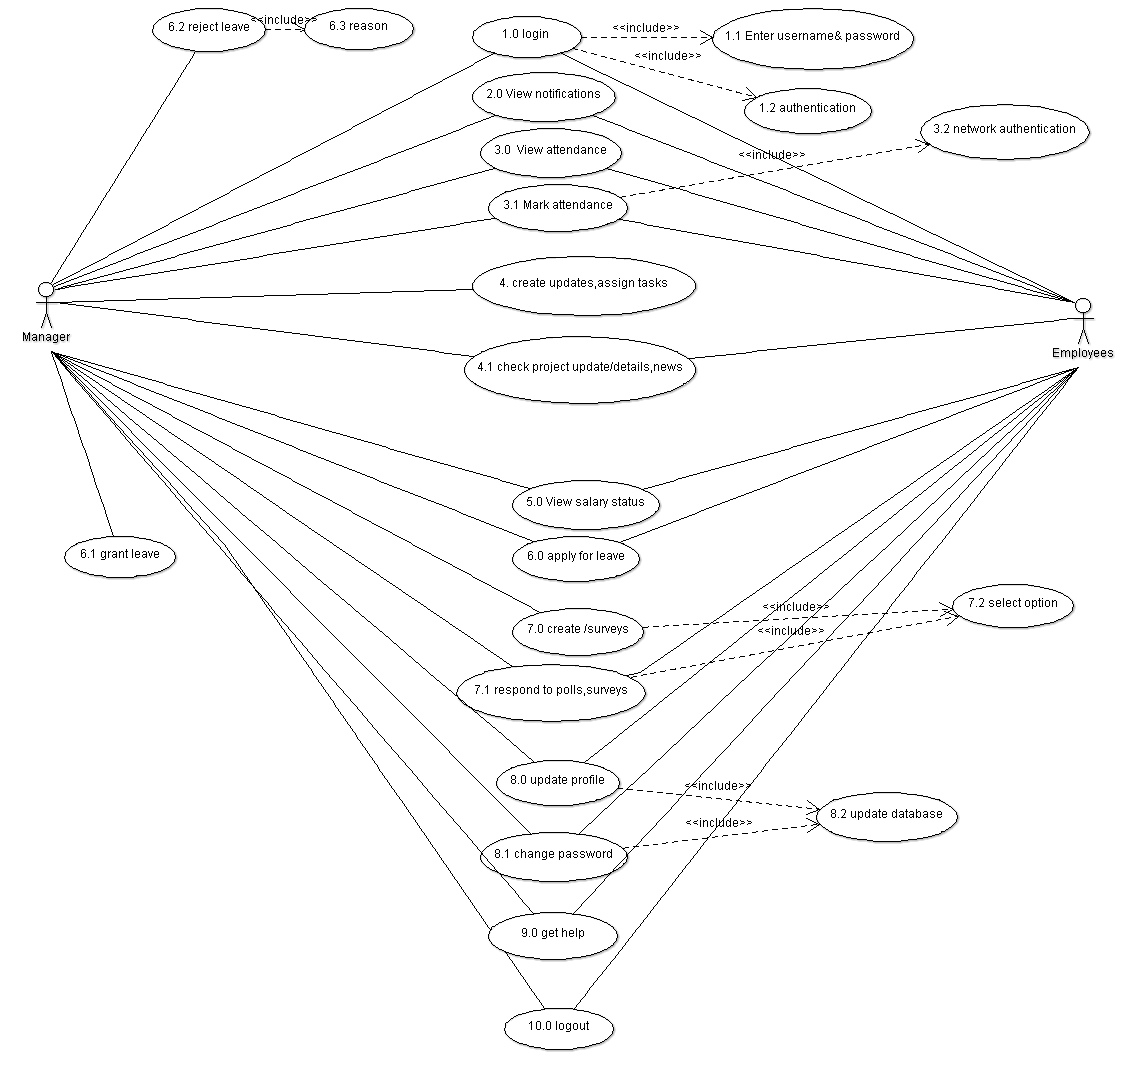 6.2 reject leave
<<include>>
6.3 reason
1.0 login
<<include>>
1.1 Enter username& password
<<include>>
2.0 View notifications
1.2 authentication
3.2 network authentication
3.0 View attendance
<<include>>
3.1 Mark attendance
4. create updates,assign tasks
Manager
Employees
4.1 check project update/details,news
5.0 View salary status
6.1 grant leave
6.0 apply for leave
7.2 select option
<<include>>
7.0 create /surveys
<<include>>
7.1 respond to polls,surveys
8.0 update profile
<<include>>
8.2 update database
<<include>>
8.1 change password
9.0 get help
10.0 logout